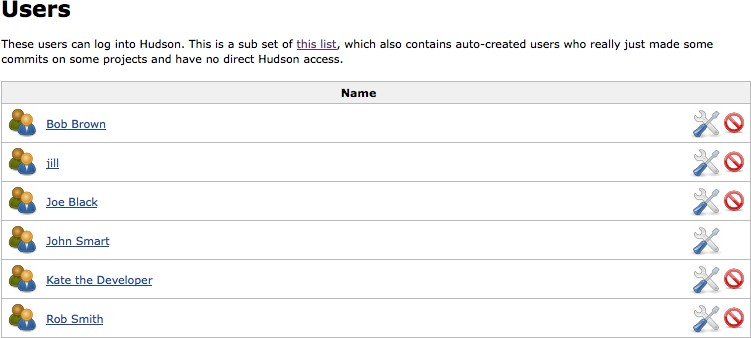 Users
These users can log into Hudson. This is a sub set of this list, which also contains auto-created users who really just made some
commits on some projects and have no direct Hudson access.
Name
Bob Brown
jill
Joe Black
John Smart
Kate the Developer
Rob Smith